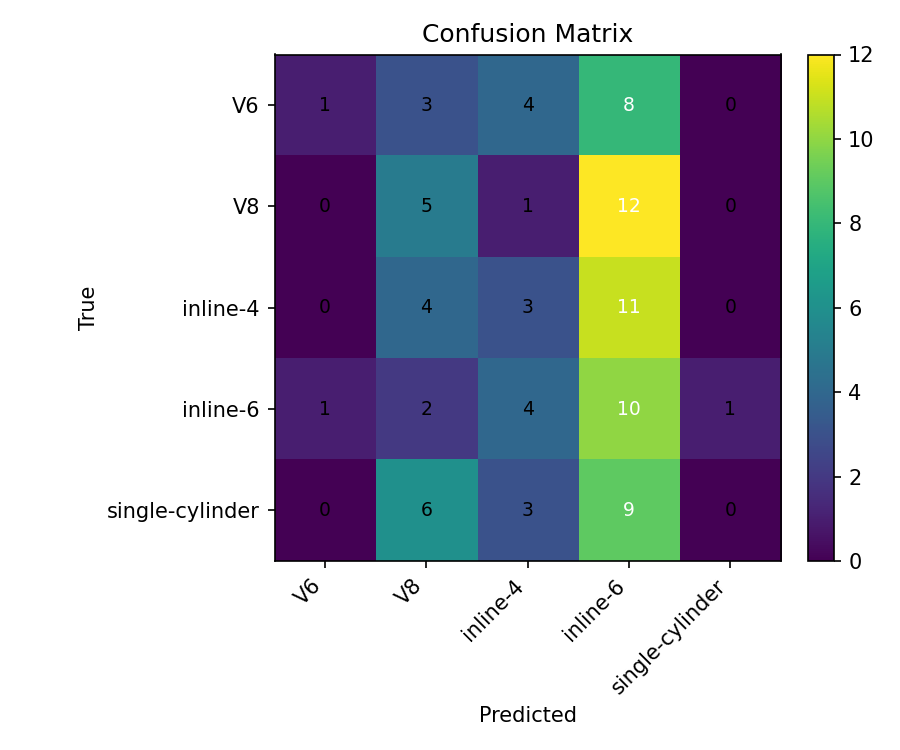 Confusion Matrix
True
V6 1 3 4 8 0
V8 0 5 1 12 0
inline-4 0 4 3 11 0
inline-6 1 2 4 10 1
single-cylinder 0 6 3 9 0
V6 V8 inline-4 inline-6 single-cylinder
Predicted
12
10
8
6
4
2
0